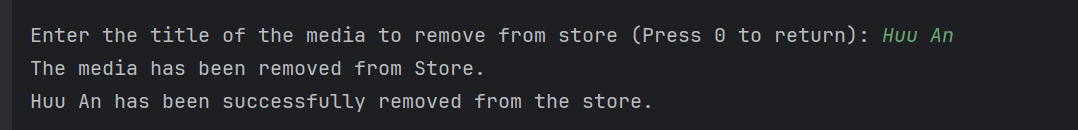 Enter the title of the media to remove from store (Press 0 to return): Huu An
The media has been removed from Store.
Huu An has been successfully removed from the store.